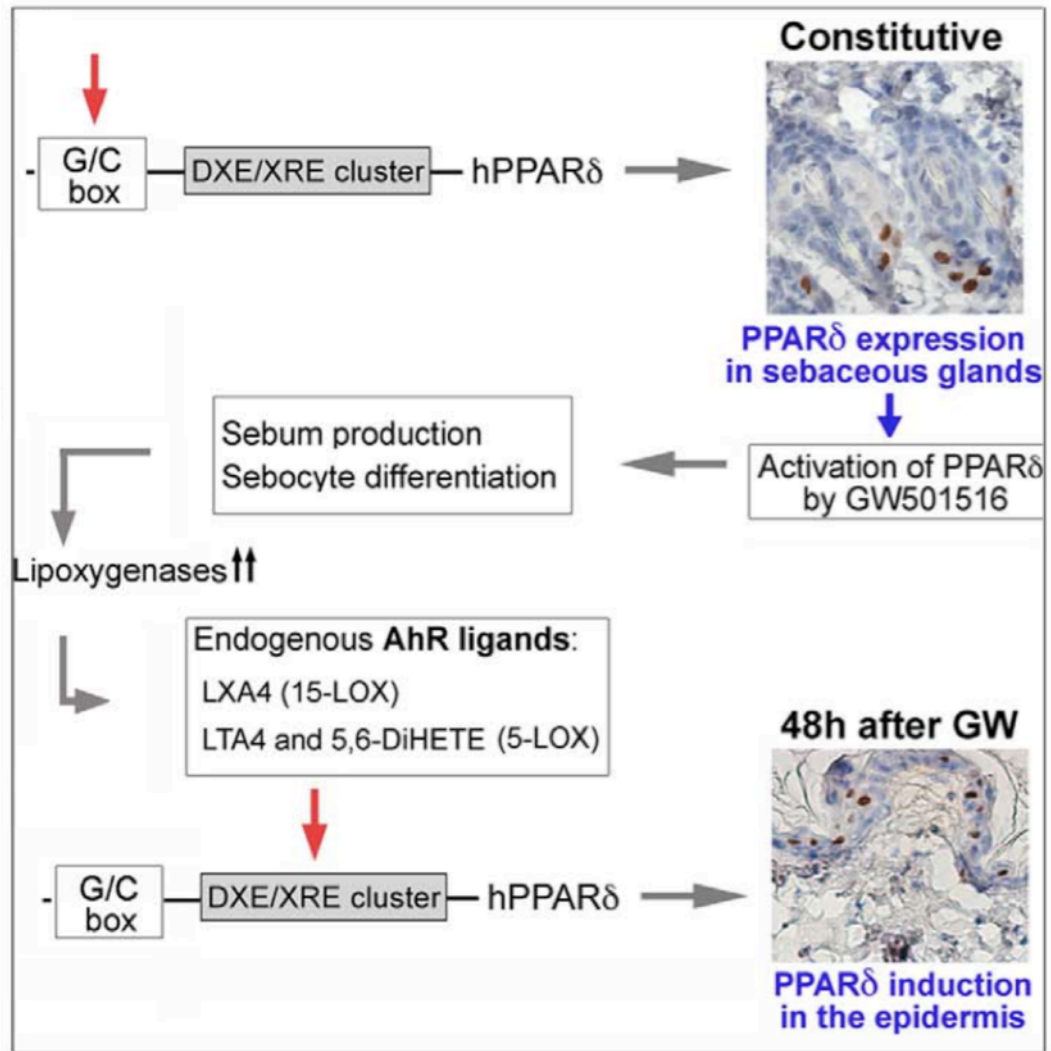 Constitutive
G/C
box
DXE/XRE cluster
hPPARδ
PPARδ expression
in sebaceous glands
Sebum production
Sebocyte differentiation
Activation of PPARδ
by GW501516
Lipoxygenases
Endogenous AhR ligands:
LXA4 (15-LOX)
LTA4 and 5,6-DiHETE (5-LOX)
48h after GW
G/C
box
DXE/XRE cluster
hPPARδ
PPARδ induction
in the epidermis